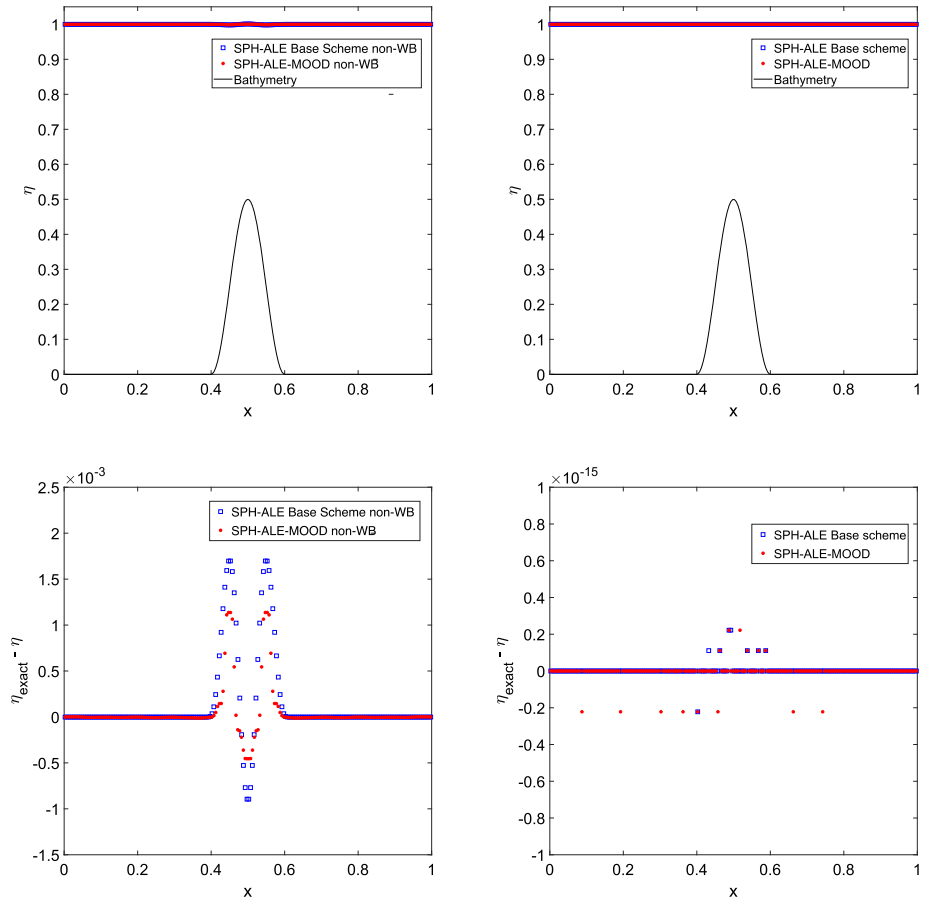 1
0.9
0.8
0.7
0.6
0.5
0.4
0.3
0.2
0.1
0
η
0 0.2 0.4 0.6 0.8 1
x
SPH-ALE Base Scheme non-WB
SPH-ALE-MOOD non-WB
Bathymetry
1
0.9
0.8
0.7
0.6
0.5
0.4
0.3
0.2
0.1
0
η
0 0.2 0.4 0.6 0.8 1
x
SPH-ALE Base scheme
SPH-ALE-MOOD
Bathymetry
×10⁻³
2.5
2
1.5
1
0.5
0
-0.5
-1
-1.5
η_exact - η
0 0.2 0.4 0.6 0.8 1
x
SPH-ALE Base Scheme non-WB
SPH-ALE-MOOD non-WB
×10⁻¹⁵
1
0.8
0.6
0.4
0.2
0
-0.2
-0.4
-0.6
-0.8
-1
η_exact - η
0 0.2 0.4 0.6 0.8 1
x
SPH-ALE Base scheme
SPH-ALE-MOOD